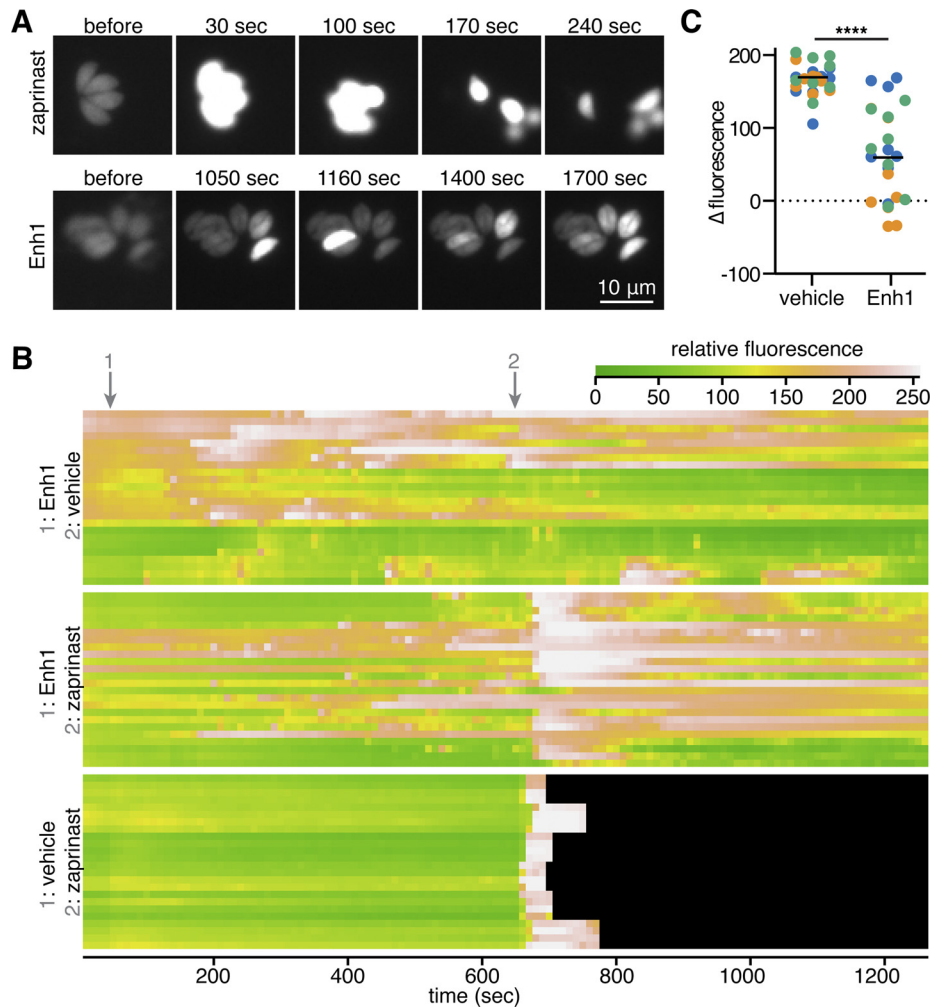 A
before 30 sec 100 sec 170 sec 240 sec
zaprinast
before 1050 sec 1160 sec 1400 sec 1700 sec
Enh1
10 μm
C
****
200
100
0
-100
Δ fluorescence
vehicle Enh1
B
1 2
relative fluorescence
0 50 100 150 200 250
1: Enh1
2: vehicle
1: Enh1
2: zaprinast
1: vehicle
2: zaprinast
200 400 600 800 1000 1200
time (sec)